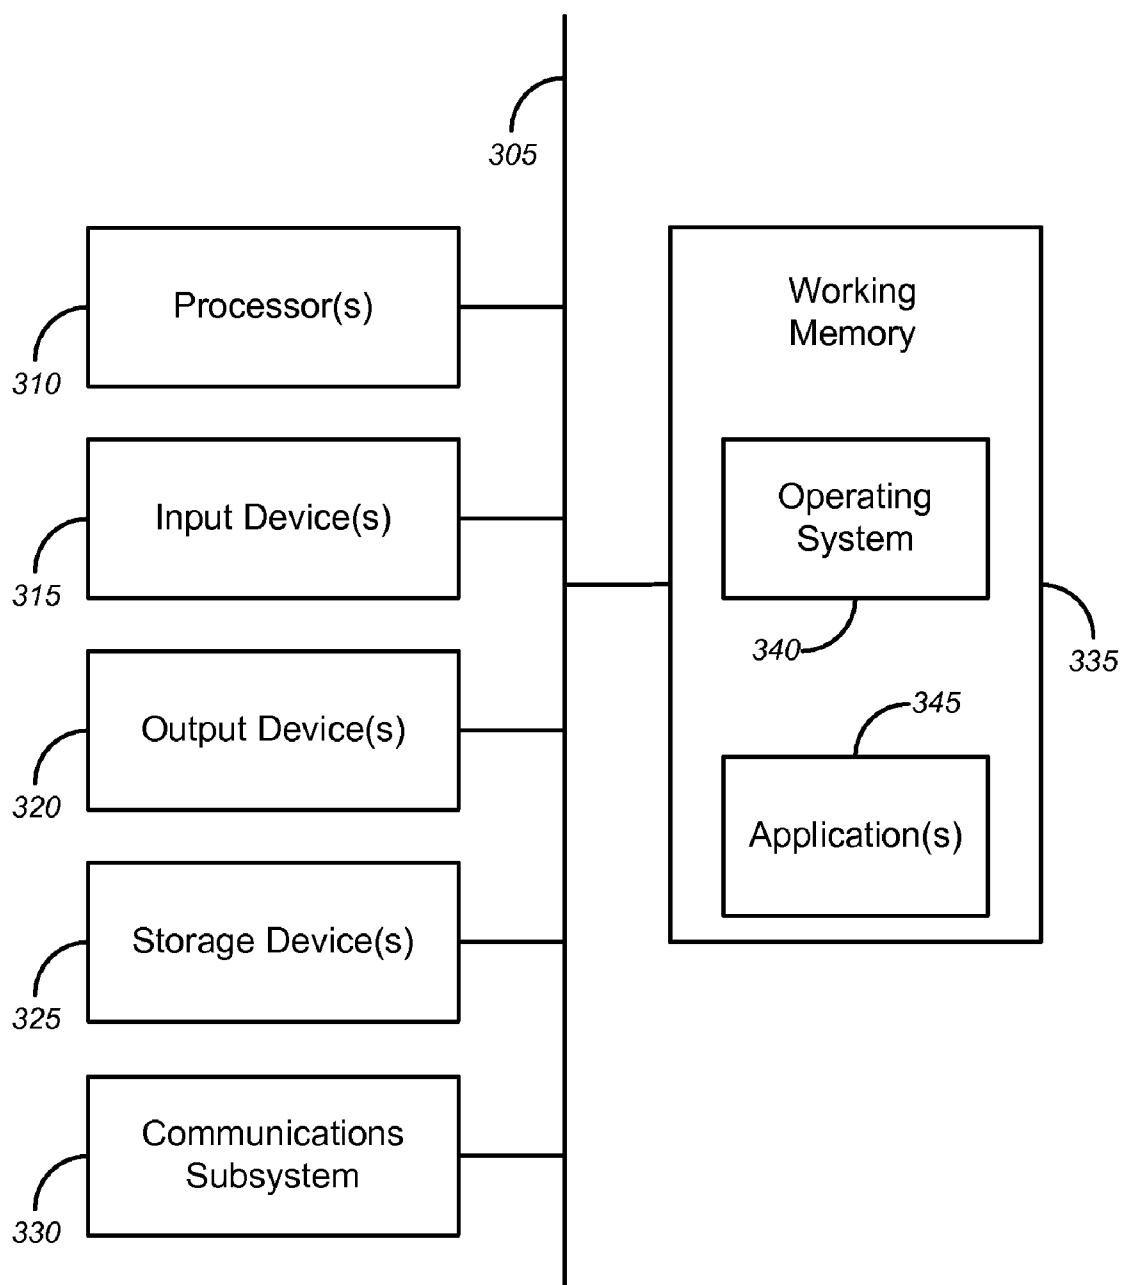 305
Processor(s)
310
Input Device(s)
315
Output Device(s)
320
Storage Device(s)
325
Communications
Subsystem
330
Working
Memory
Operating
System
340
335
345
Application(s)